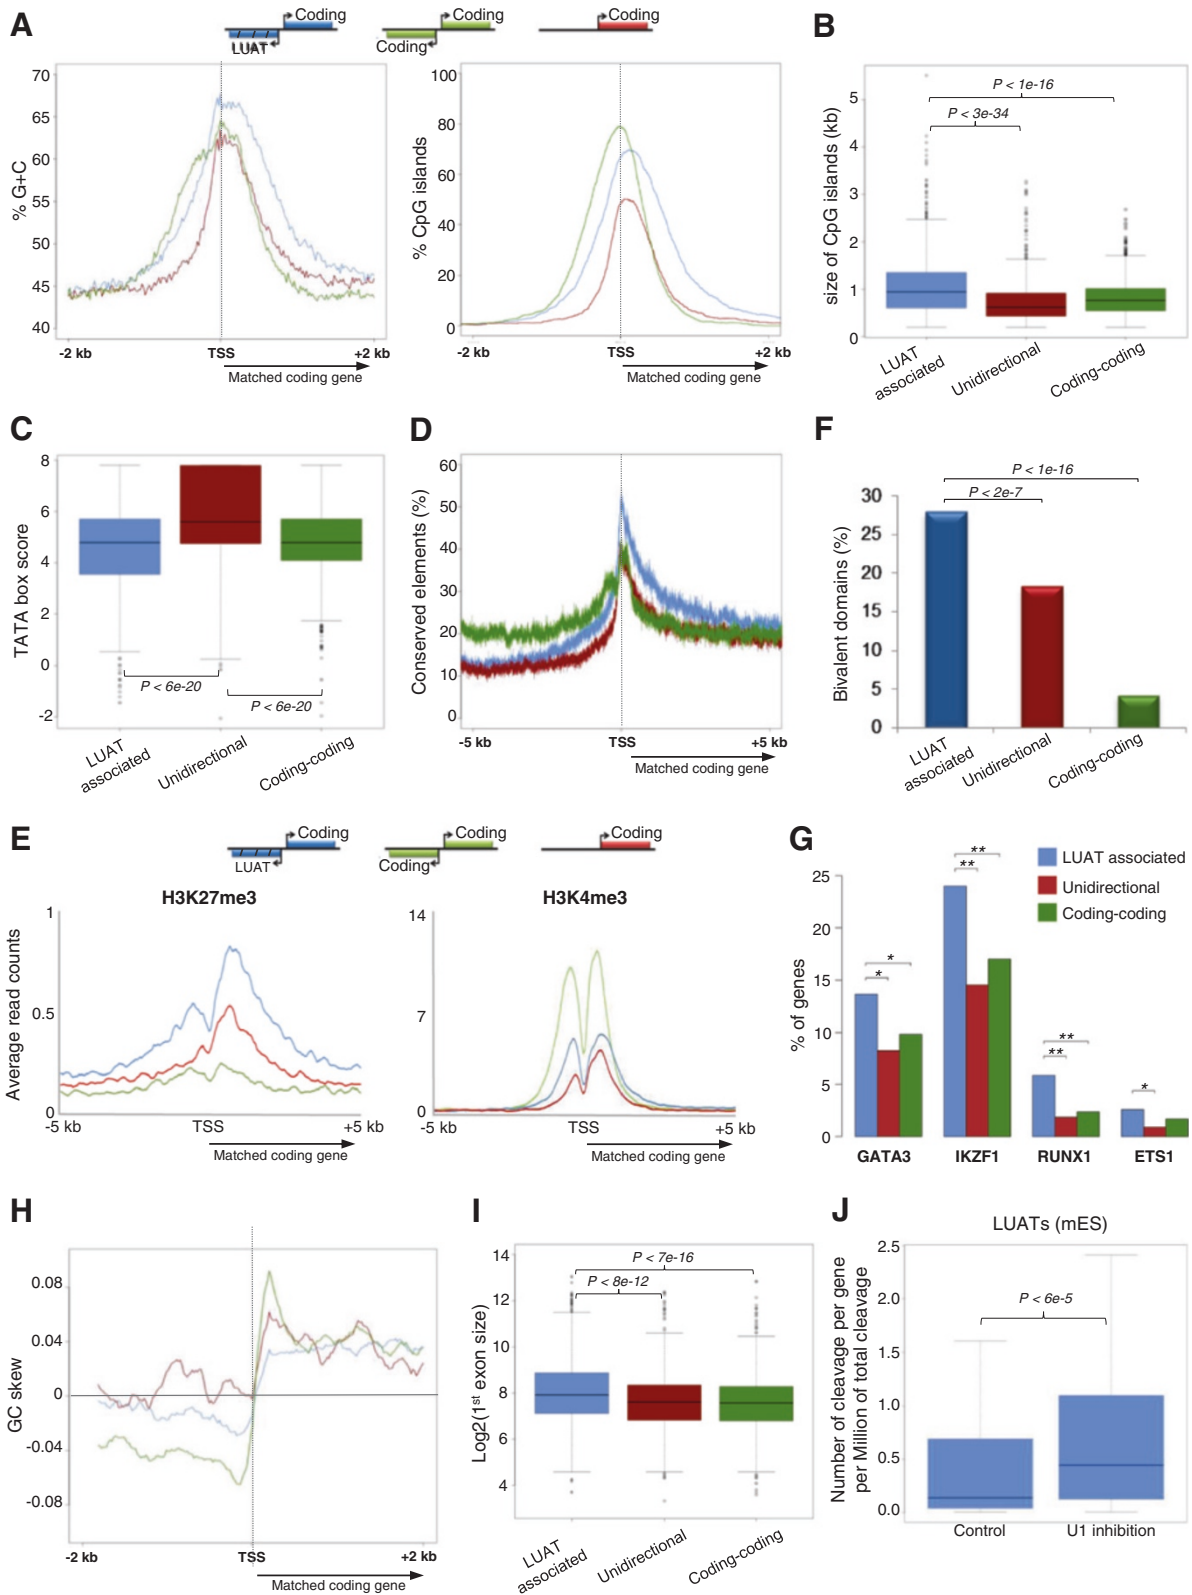 A
Coding
LUAT
Coding
Coding
Coding
% G+C
70
65
60
55
50
45
40
-2 kb
TSS
+2 kb
Matched coding gene
% CpG islands
100
80
60
40
20
0
-2 kb
TSS
+2 kb
Matched coding gene
B
size of CpG islands (kb)
5
4
3
2
1
0
P < 1e-16
P < 3e-34
LUAT associated
Unidirectional
Coding-coding
C
TATA box score
8
6
4
2
0
-2
P < 6e-20
P < 6e-20
LUAT associated
Unidirectional
Coding-coding
D
Conserved elements (%)
60
50
40
30
20
10
0
-5 kb
TSS
+5 kb
Matched coding gene
F
Bivalent domains (%)
30
25
20
15
10
5
0
P < 1e-16
P < 2e-7
LUAT associated
Unidirectional
Coding-coding
E
Coding
LUAT
Coding
Coding
Coding
H3K27me3
Average read counts
1
0.5
0
-5 kb
TSS
+5 kb
Matched coding gene
H3K4me3
14
7
0
-5 kb
TSS
+5 kb
Matched coding gene
G
LUAT associated
Unidirectional
Coding-coding
% of genes
25
20
15
10
5
0
*
*
**
**
**
**
*
GATA3
IKZF1
RUNX1
ETS1
H
GC skew
0.08
0.04
0
-0.04
-0.08
-2 kb
TSS
+2 kb
Matched coding gene
I
Log2(1st exon size)
14
12
10
8
6
4
P < 7e-16
P < 8e-12
LUAT associated
Unidirectional
Coding-coding
J
LUATs (mES)
Number of cleavage per gene
per Million of total cleavage
2.5
2.0
1.5
1.0
0.5
0.0
P < 6e-5
Control
U1 inhibition